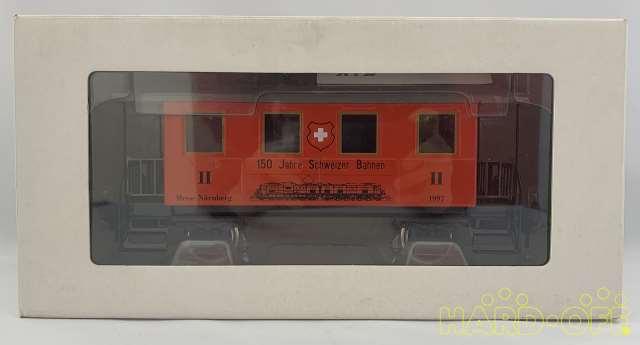 150 Jahre Schweizer Bahnen
II
II
Messe Nürnberg
1997
HARD-OFF